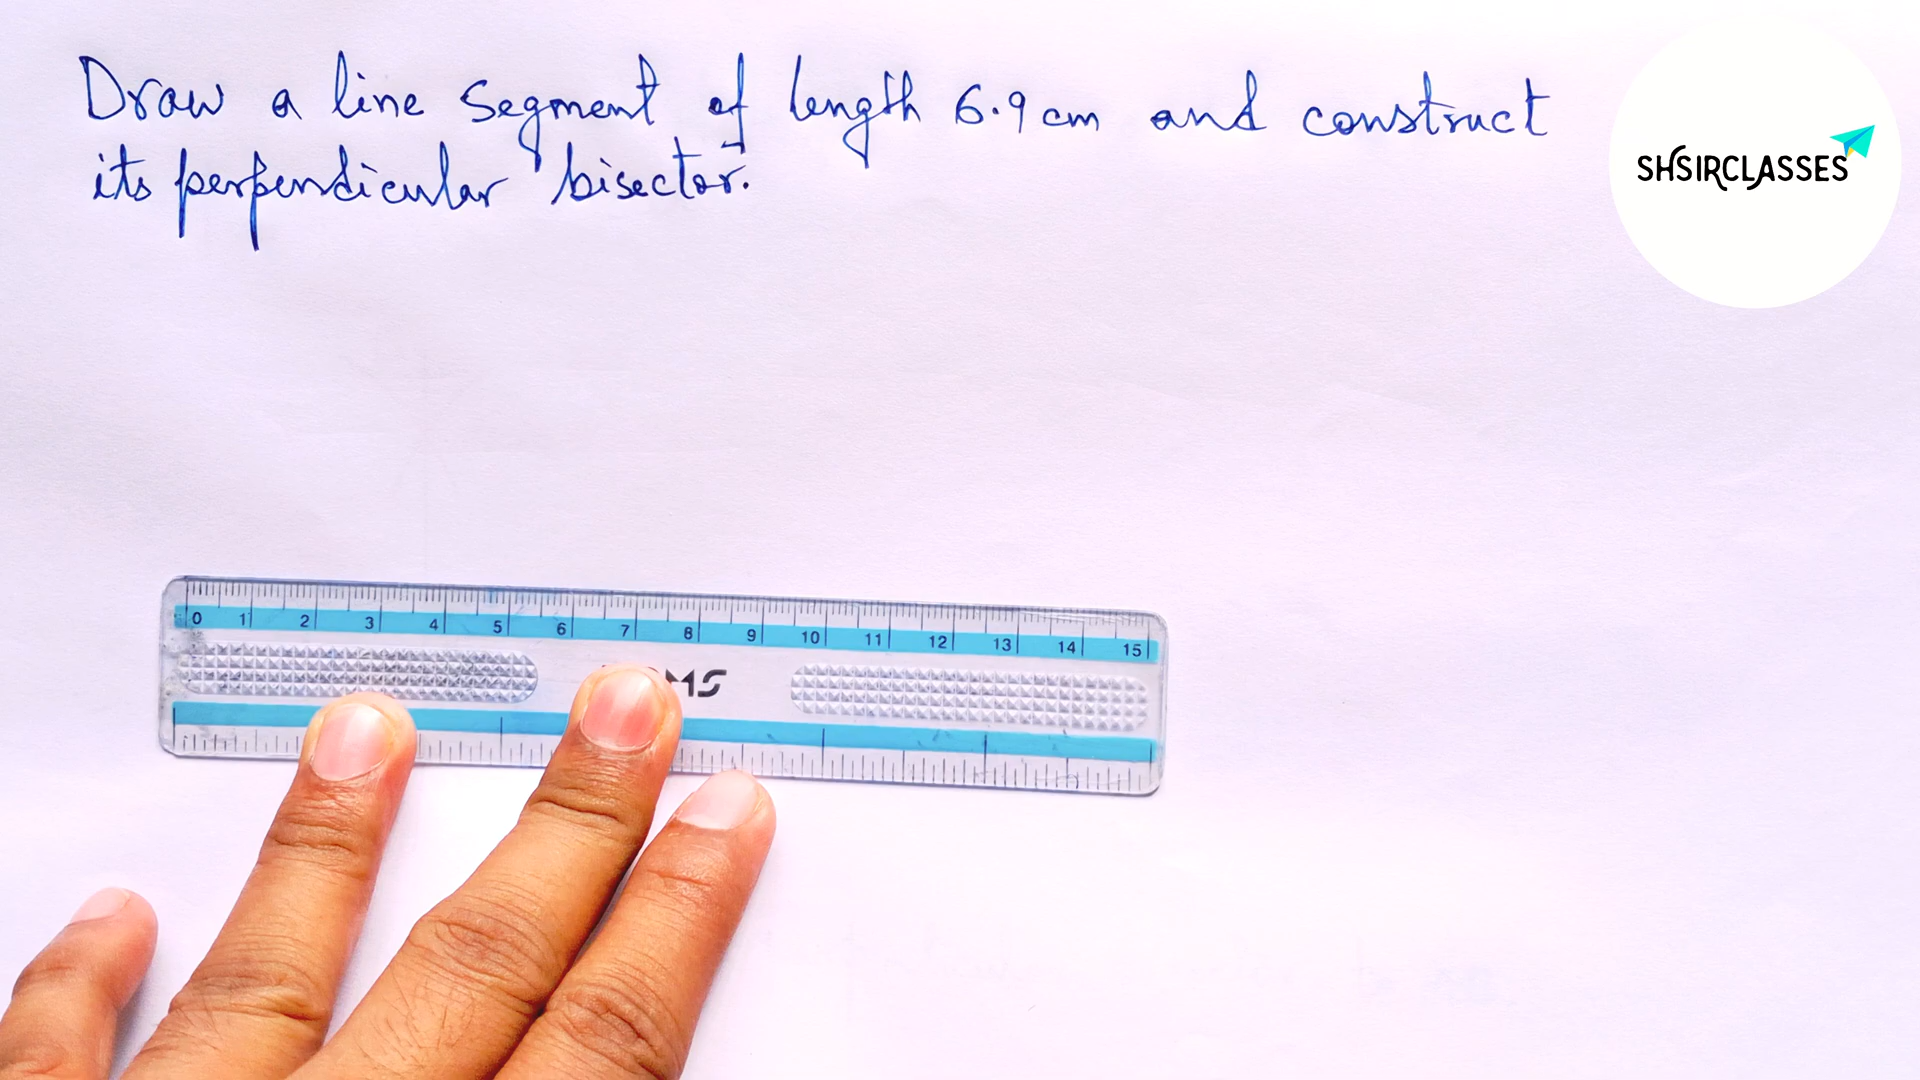 Draw a line segment of length 6.9 cm and construct
its perpendicular bisector.
SHSIRCLASSES
0 1 2 3 4 5 6 7 8 9 10 11 12 13 14 15
MS